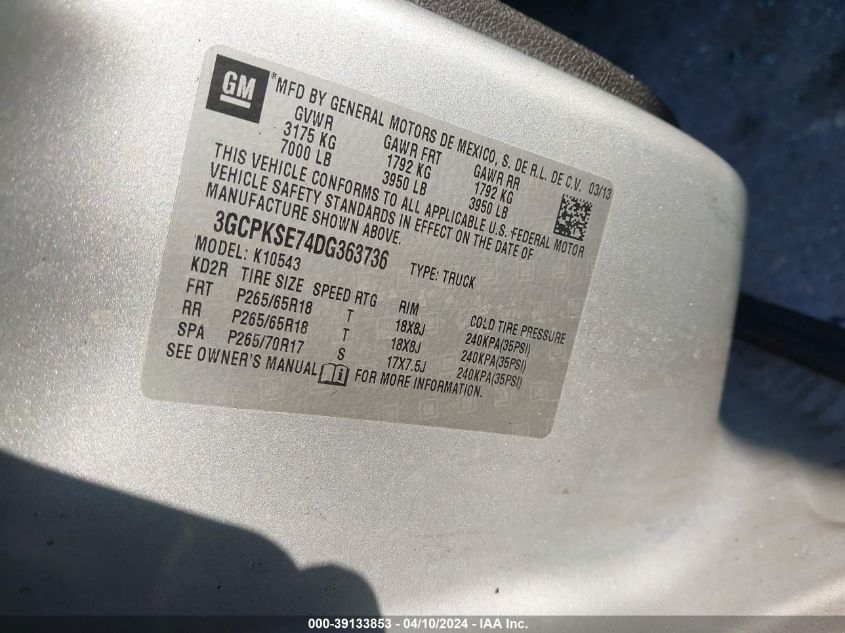 GM
*MFD BY GENERAL MOTORS DE MEXICO, S. DE R.L. DE C.V. 03/13
GVWR GAWR FRT GAWR RR
3175 KG 1792 KG 1792 KG
7000 LB 3950 LB 3950 LB
THIS VEHICLE CONFORMS TO ALL APPLICABLE U.S. FEDERAL MOTOR
VEHICLE SAFETY STANDARDS IN EFFECT ON THE DATE OF
MANUFACTURE SHOWN ABOVE.
3GCPKSE74DG363736 TYPE: TRUCK
MODEL: K10543
KD2R TIRE SIZE SPEED RTG RIM COLD TIRE PRESSURE
FRT P265/65R18 T 18X8J 240KPA(35PSI)
RR P265/65R18 T 18X8J 240KPA(35PSI)
SPA P265/70R17 S 17X7.5J 240KPA(35PSI)
SEE OWNER'S MANUAL FOR MORE INFORMATION.
000-39133853 - 04/10/2024 - IAA Inc.